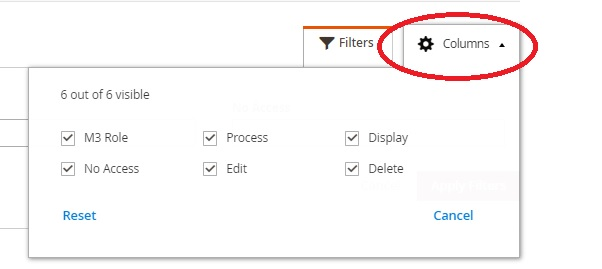 Filters
Columns
6 out of 6 visible
M3 Role Process Display
No Access Edit Delete
Reset Cancel